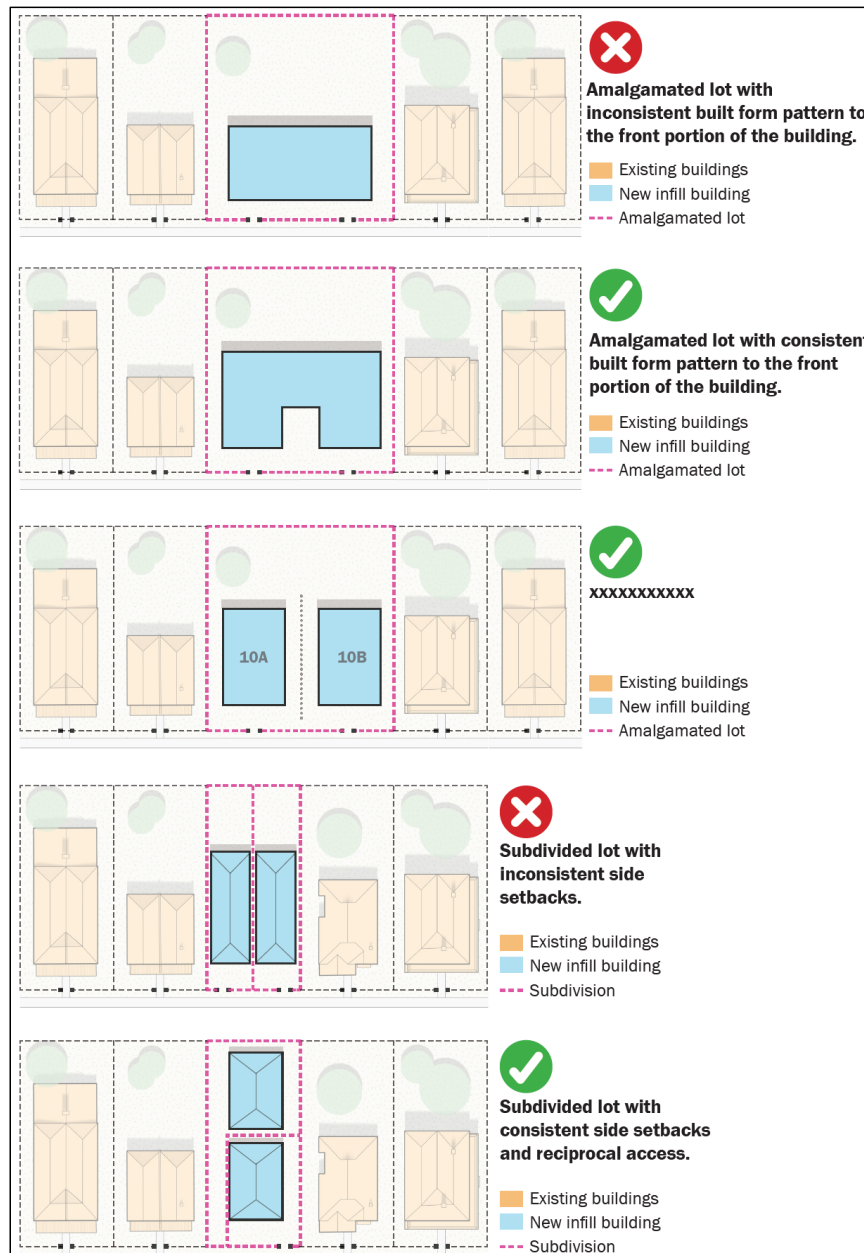 Amalgamated lot with
inconsistent built form pattern to
the front portion of the building.
Existing buildings
New infill building
Amalgamated lot
Amalgamated lot with consistent
built form pattern to the front
portion of the building.
Existing buildings
New infill building
Amalgamated lot
10A
10B
xxxxxxxxxxx
Existing buildings
New infill building
Amalgamated lot
Subdivided lot with
inconsistent side
setbacks.
Existing buildings
New infill building
Subdivision
Subdivided lot with
consistent side setbacks
and reciprocal access.
Existing buildings
New infill building
Subdivision